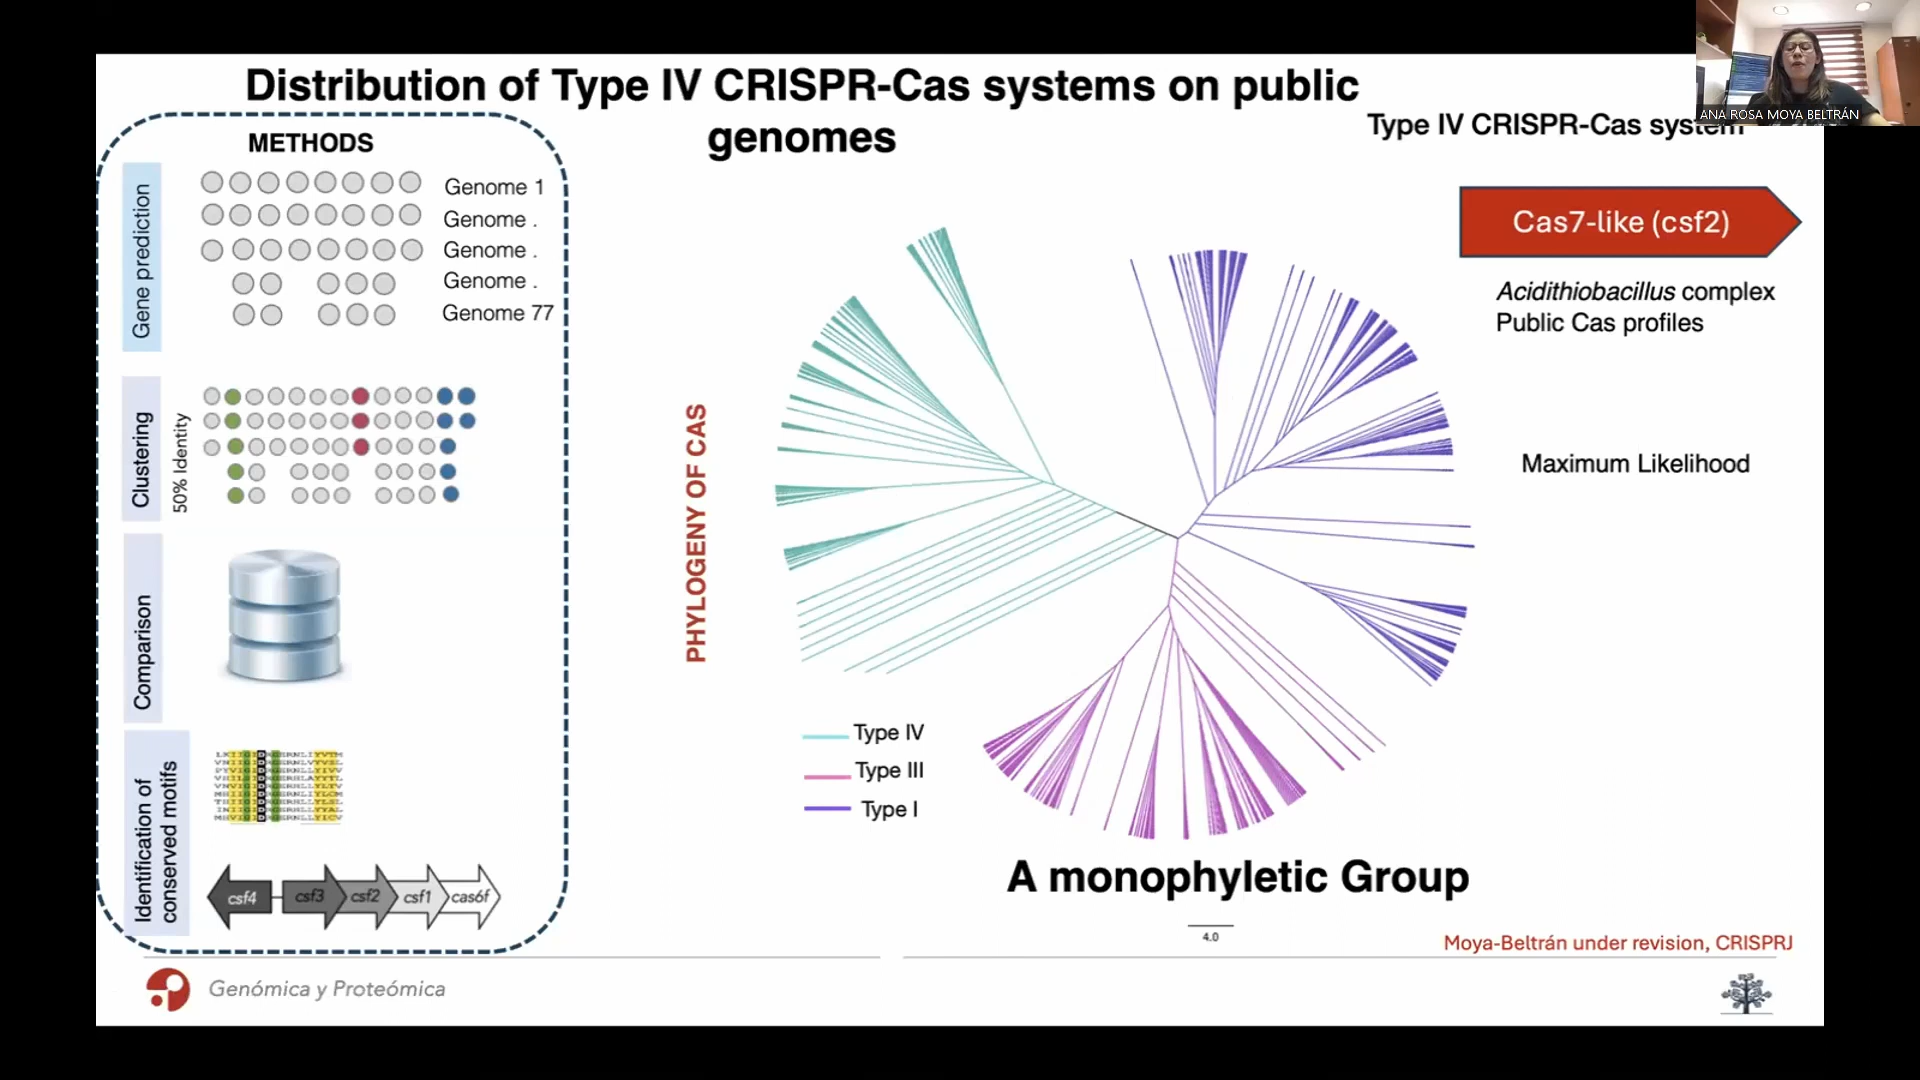 Distribution of Type IV CRISPR-Cas systems on public
genomes
ANA ROSA MOYA BELTRÁN
Type IV CRISPR-Cas system
METHODS
Gene prediction
Genome 1
Genome .
Genome .
Genome .
Genome 77
Clustering
50% Identity
Comparison
Identification of
conserved motifs
csf4
csf3
csf2
csf1
cas6f
PHYLOGENY OF CAS
Type IV
Type III
Type I
Cas7-like (csf2)
Acidithiobacillus complex
Public Cas profiles
Maximum Likelihood
A monophyletic Group
4.0
Moya-Beltrán under revision, CRISPRJ
Genómica y Proteómica